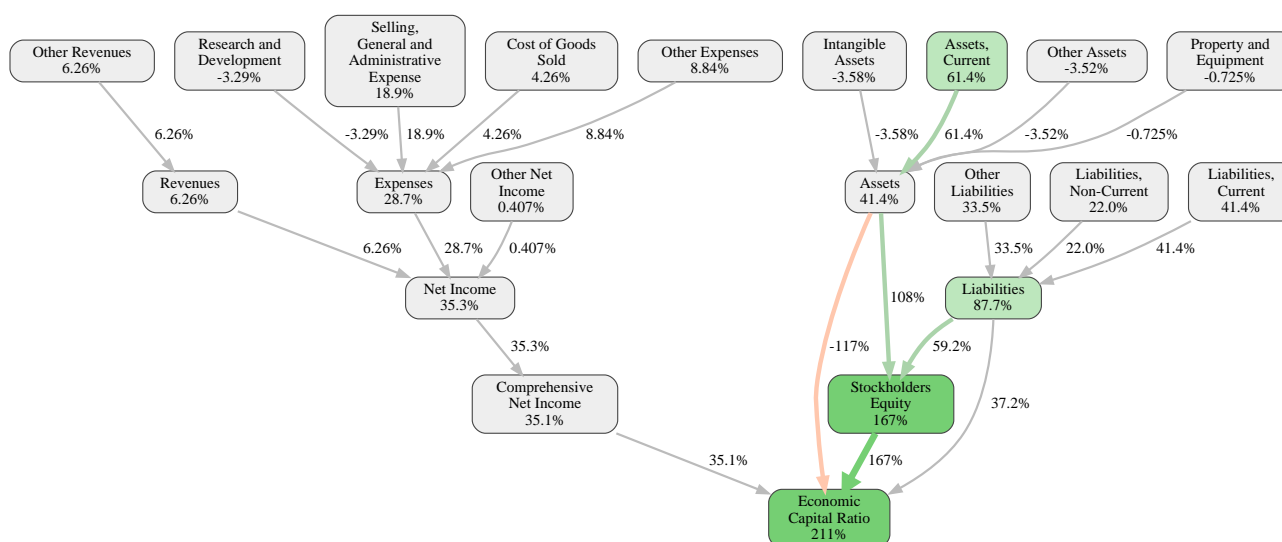 Other Revenues
6.26%
Research and
Development
-3.29%
Selling,
General and
Administrative
Expense
18.9%
Cost of Goods
Sold
4.26%
Other Expenses
8.84%
Intangible
Assets
-3.58%
Assets,
Current
61.4%
Other Assets
-3.52%
Property and
Equipment
-0.725%
6.26%
-3.29%
18.9%
4.26%
8.84%
-3.58%
61.4%
-3.52%
-0.725%
Revenues
6.26%
Expenses
28.7%
Other Net
Income
0.407%
Assets
41.4%
Other
Liabilities
33.5%
Liabilities,
Non-Current
22.0%
Liabilities,
Current
41.4%
6.26%
28.7%
0.407%
33.5%
22.0%
41.4%
Net Income
35.3%
Liabilities
87.7%
108%
35.3%
-117%
59.2%
Comprehensive
Net Income
35.1%
Stockholders
Equity
167%
37.2%
35.1%
167%
Economic
Capital Ratio
211%